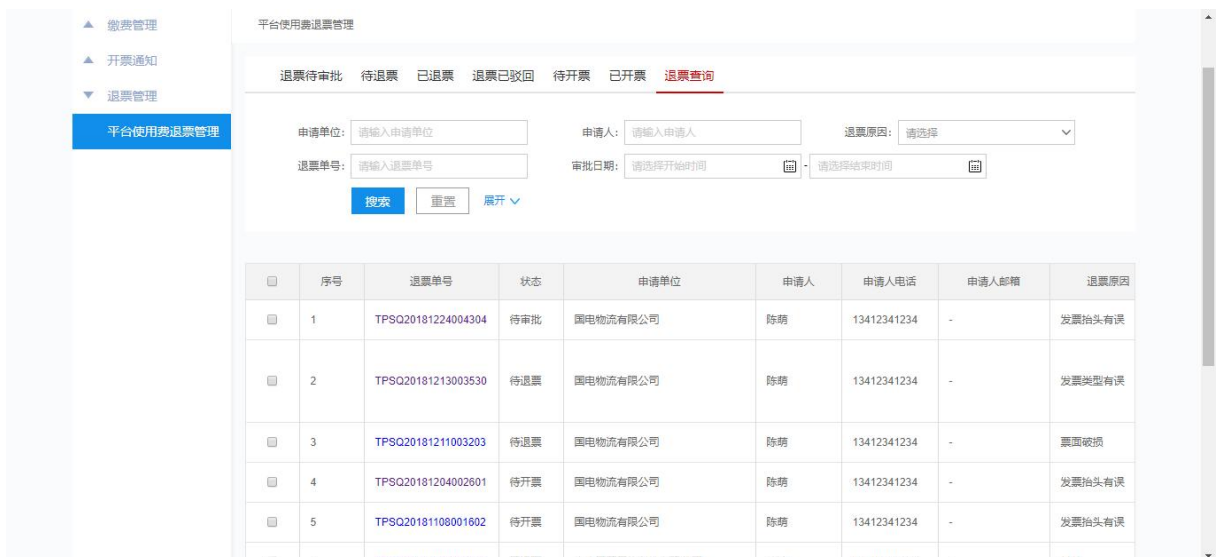 缴费管理
平台使用费退票管理
开票通知
退票管理
平台使用费退票管理
退票待审批 待退票 已退票 退票已驳回 待开票 已开票 退票查询
申请单位: 请输入申请单位 申请人: 请输入申请人 退票原因: 请选择
退票单号: 请输入退票单号 审批日期: 请选择开始时间 - 请选择结束时间
搜索 重置 展开
序号 退票单号 状态 申请单位 申请人 申请人电话 申请人邮箱 退票原因
1 TPSQ20181224004304 待审批 国电物流有限公司 陈萌 13412341234 - 发票抬头有误
2 TPSQ20181213003530 待退票 国电物流有限公司 陈萌 13412341234 - 发票类型有误
3 TPSQ20181211003203 待退票 国电物流有限公司 陈萌 13412341234 - 票面破损
4 TPSQ20181204002601 待开票 国电物流有限公司 陈萌 13412341234 - 发票抬头有误
5 TPSQ20181108001602 待开票 国电物流有限公司 陈萌 13412341234 - 发票抬头有误